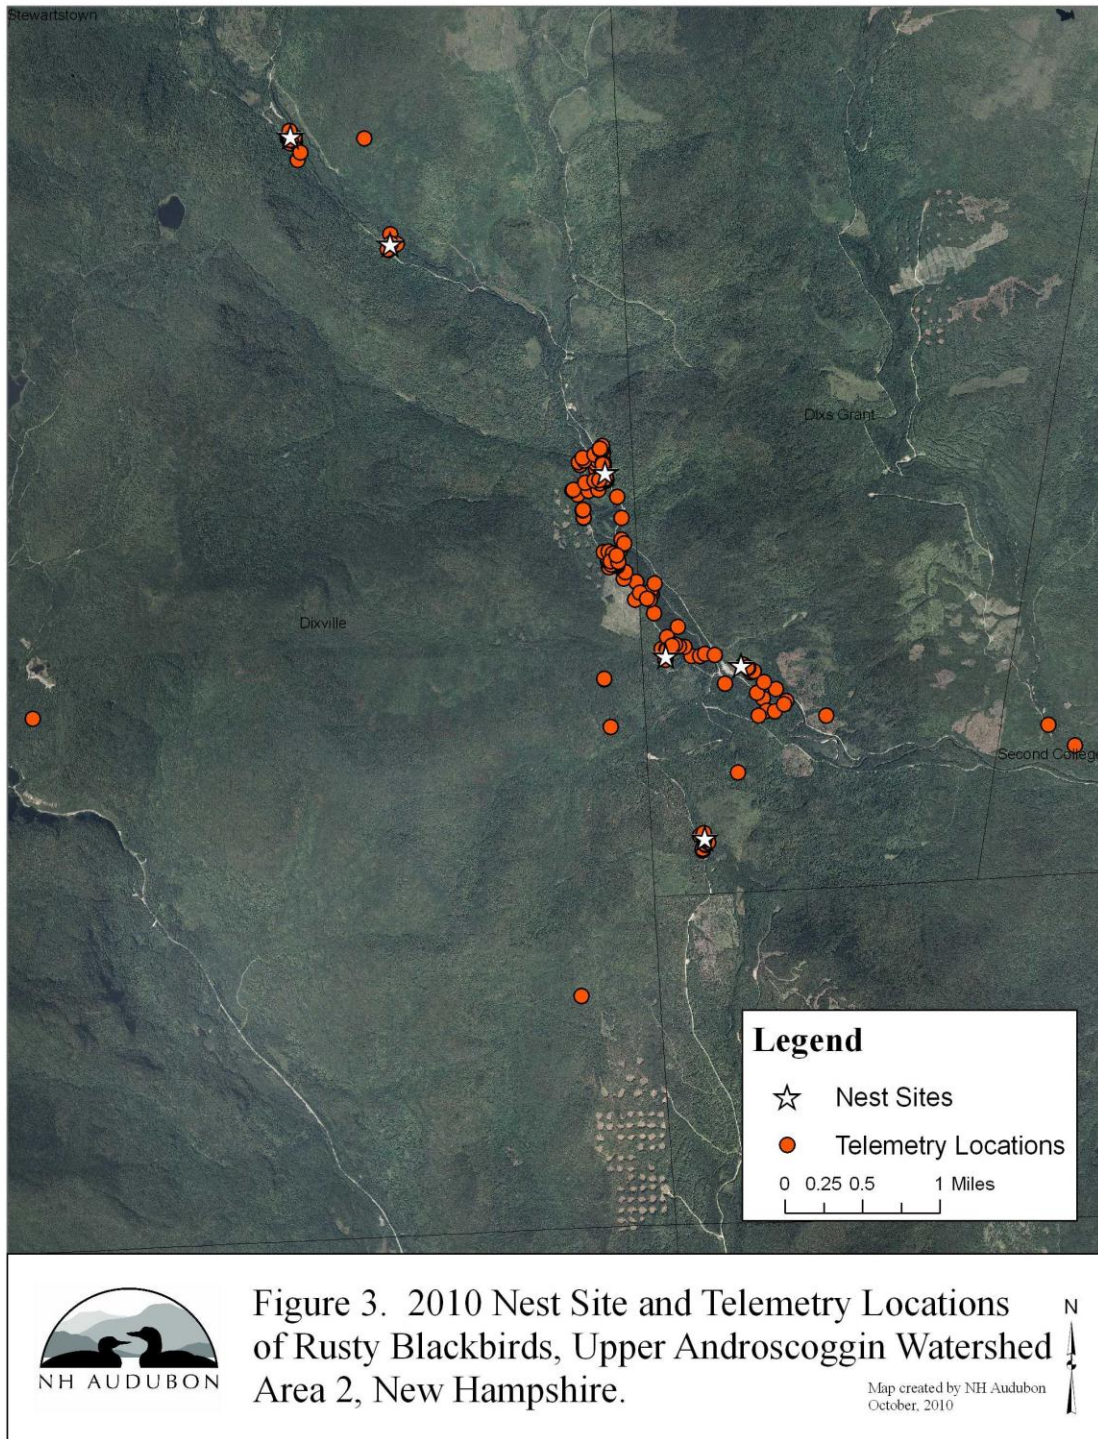 Stewartstown
Dixs Grant
Dixville
Second College
Legend
Nest Sites
Telemetry Locations
0 0.25 0.5 1 Miles
NH AUDUBON
Figure 3. 2010 Nest Site and Telemetry Locations
of Rusty Blackbirds, Upper Androscoggin Watershed
Area 2, New Hampshire.
N
Map created by NH Audubon
October, 2010